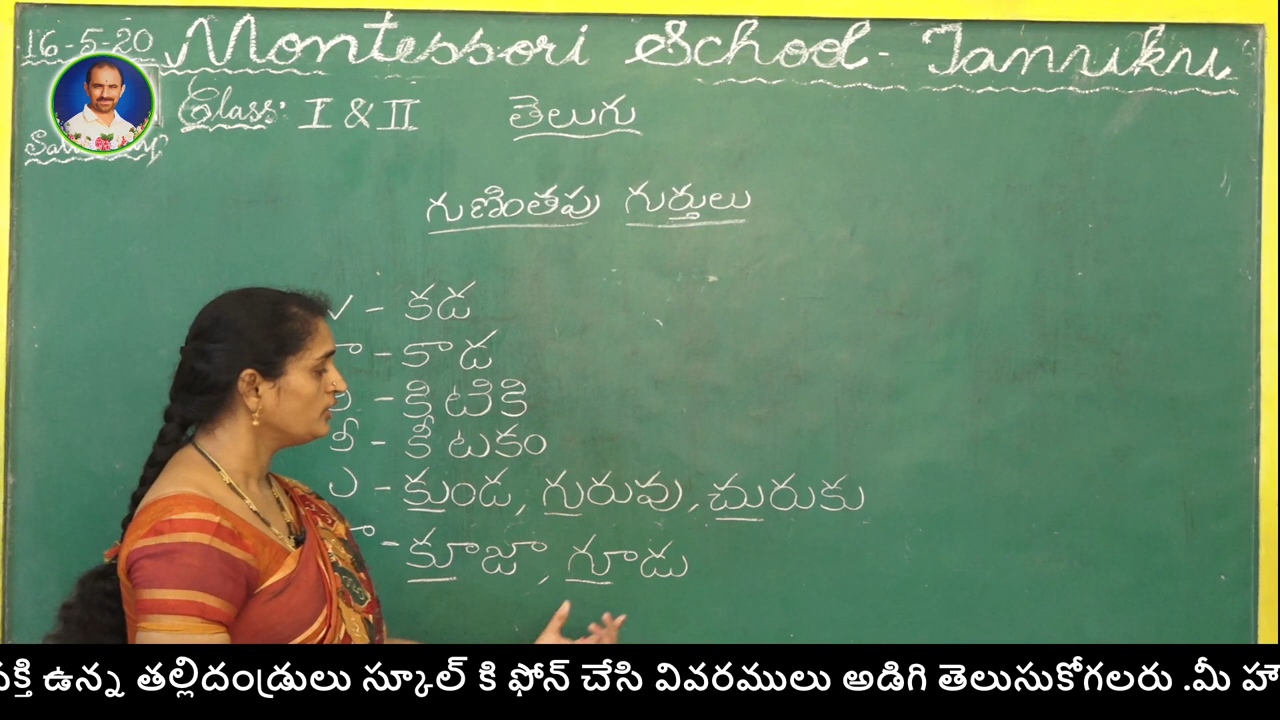 16-5-20 Montessori School - Tanuku
Class: I & II తెలుగు
గుణింతపు గుర్తులు
✓ - కడ
ా - కాడ
ి - కిటికి
ీ - కీటకం
ు - కుండ, గురువు, చురుకు
ూ - కూజా, గూడు
ఉన్న తల్లిదండ్రులు స్కూల్ కి ఫోన్ చేసి వివరములు అడిగి తెలుసుకోగలరు .మీ